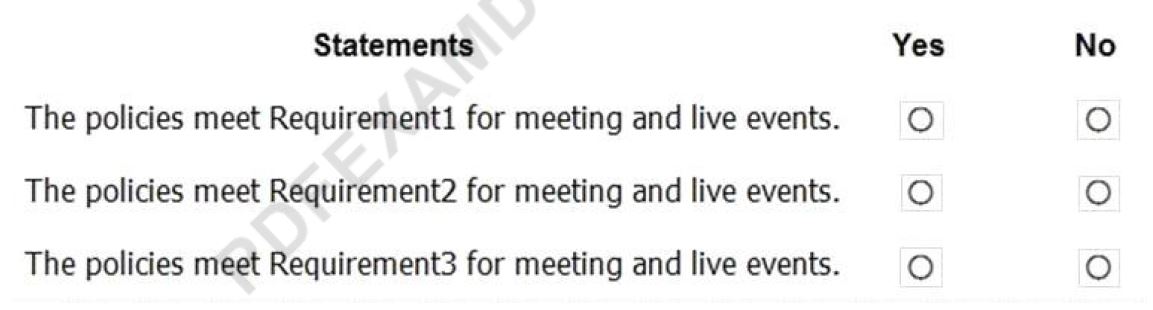 Statements Yes No
The policies meet Requirement1 for meeting and live events.
The policies meet Requirement2 for meeting and live events.
The policies meet Requirement3 for meeting and live events.
PDFEXAMD